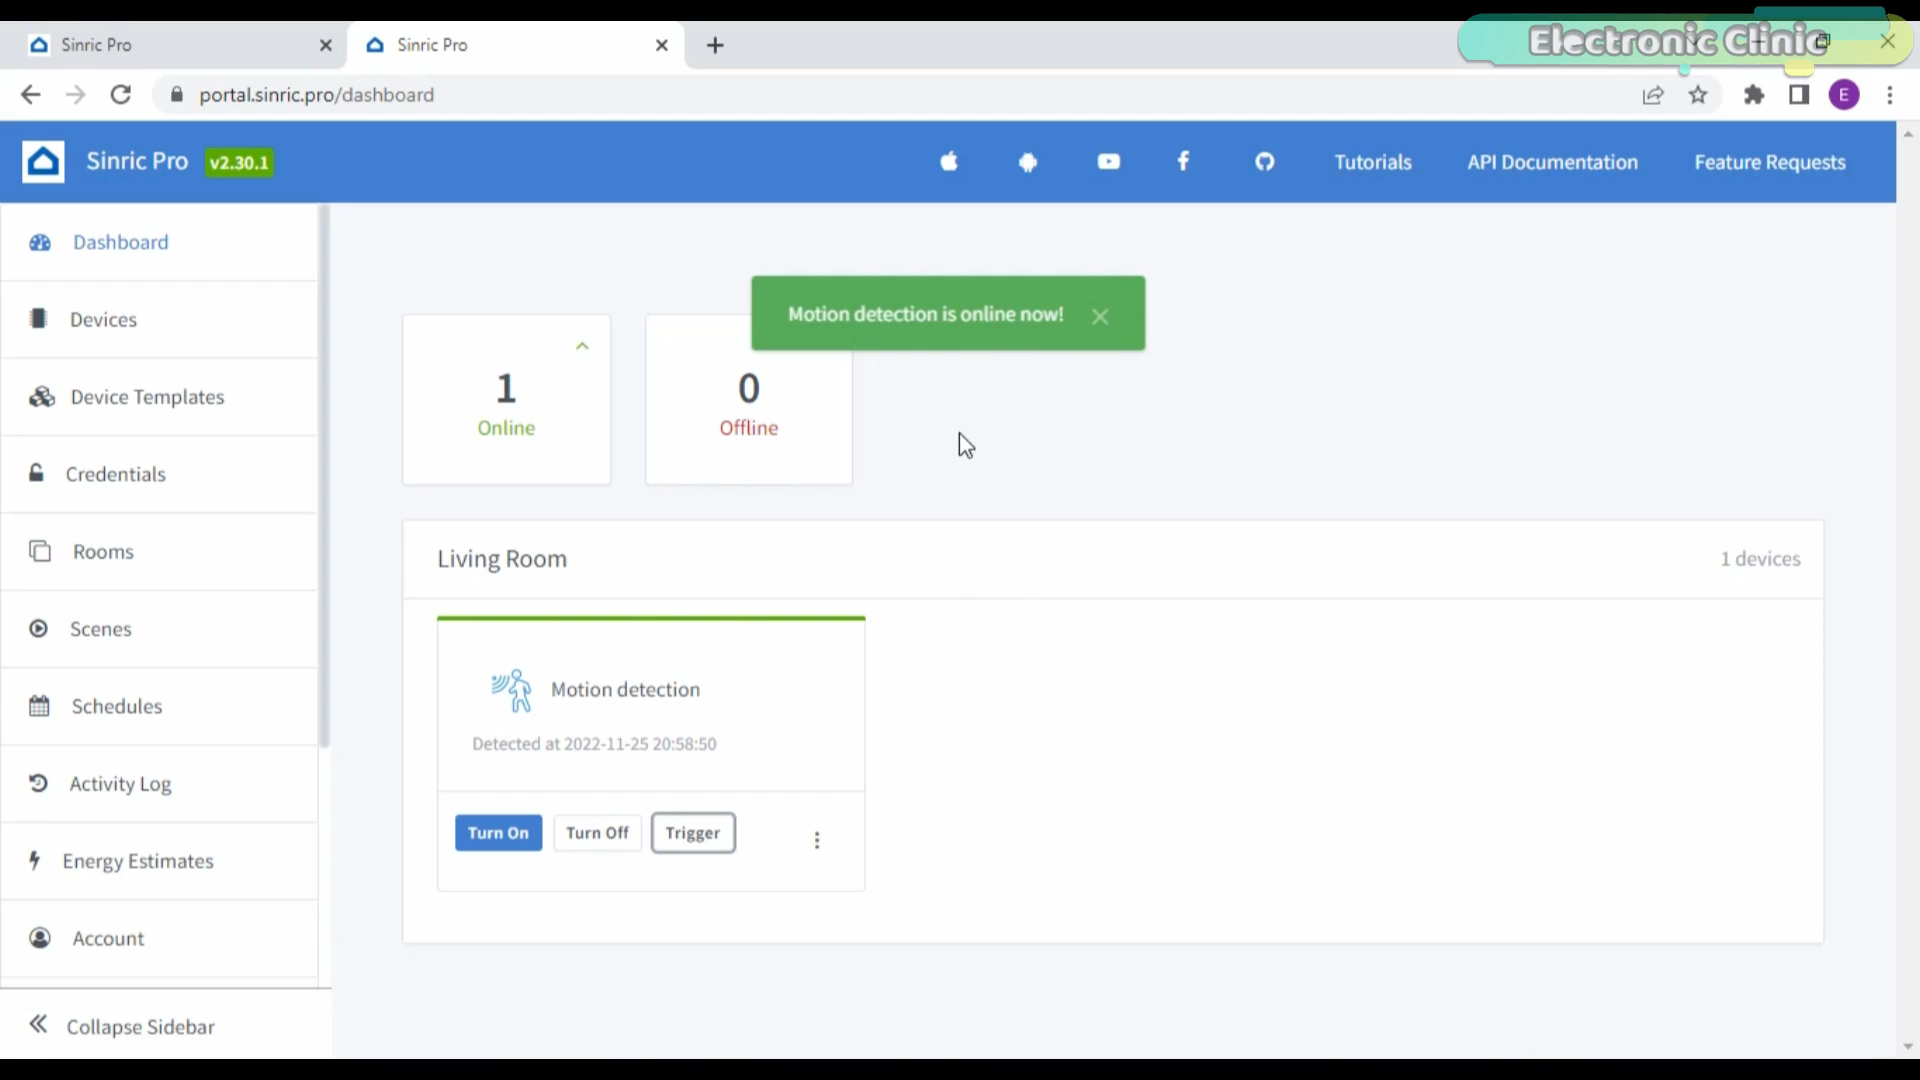 Sinric Pro
Sinric Pro
Electronic Clinic
portal.sinric.pro/dashboard
E
Sinric Pro
v2.30.1
Tutorials
API Documentation
Feature Requests
Dashboard
Devices
Device Templates
Credentials
Rooms
Scenes
Schedules
Activity Log
Energy Estimates
Account
Collapse Sidebar
Motion detection is online now!
1
Online
0
Offline
Living Room
1 devices
Motion detection
Detected at 2022-11-25 20:58:50
Turn On
Turn Off
Trigger